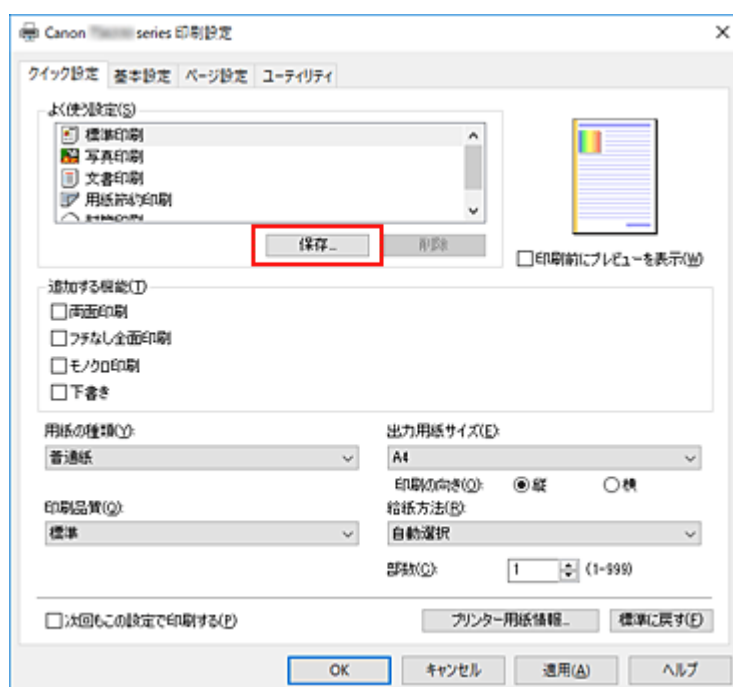 Canon series 印刷設定
クイック設定 基本設定 ページ設定 ユーティリティ
よく使う設定(S)
標準印刷
写真印刷
文書印刷
用紙節約印刷
保存... 削除
印刷前にプレビューを表示(W)
追加する機能(T)
両面印刷
フチなし全面印刷
モノクロ印刷
下書き
用紙の種類(Y):
普通紙
出力用紙サイズ(E):
A4
印刷の向き(O): 縦 横
印刷品質(Q):
標準
給紙方法(R):
自動選択
部数(C): 1 (1-999)
次回もこの設定で印刷する(P)
プリンター用紙情報... 標準に戻す(F)
OK キャンセル 適用(A) ヘルプ